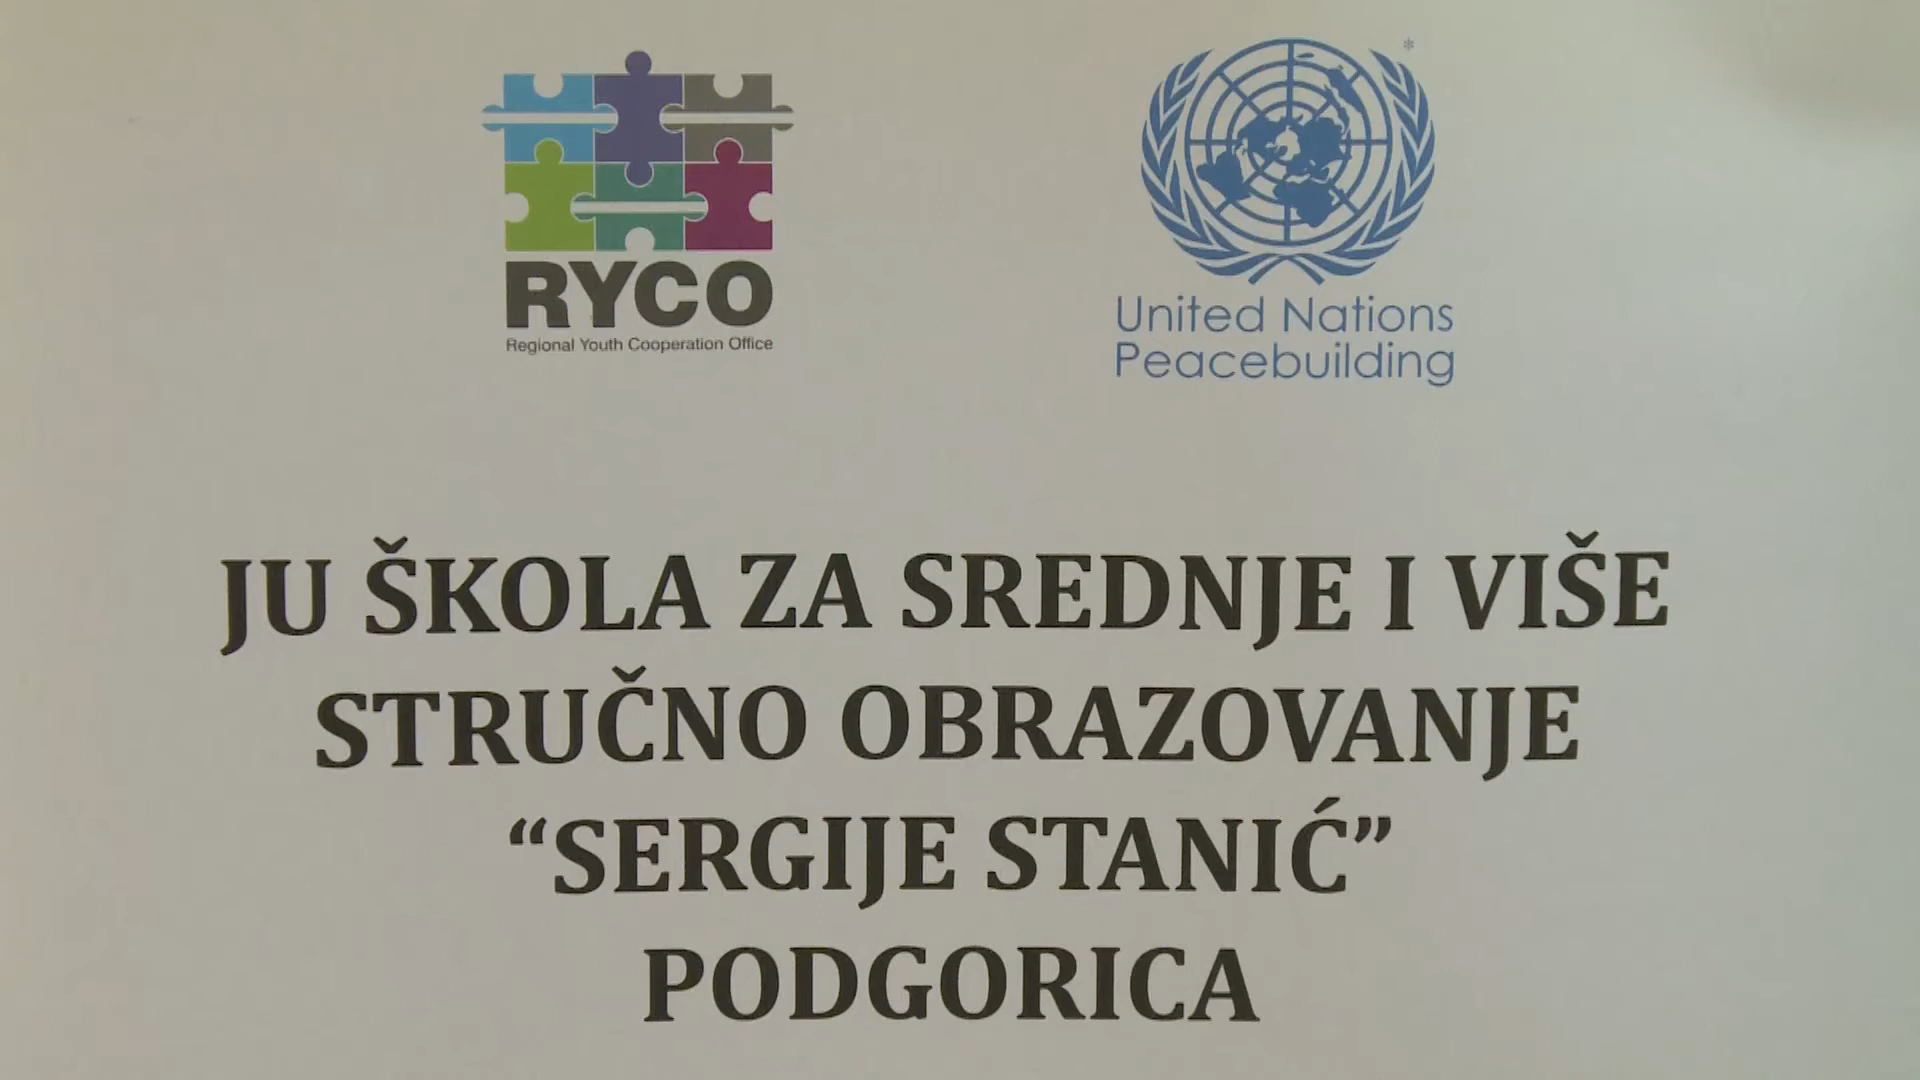 RYCO
Regional Youth Cooperation Office
*
United Nations
Peacebuilding
JU ŠKOLA ZA SREDNJE I VIŠE
STRUČNO OBRAZOVANJE
“SERGIJE STANIĆ”
PODGORICA